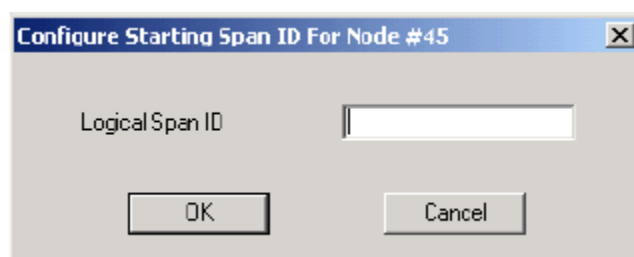 Configure Starting Span ID For Node #45
Logical Span ID
OK
Cancel